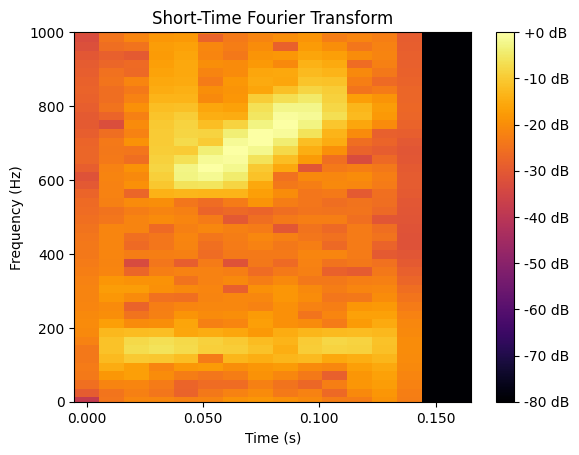 Short-Time Fourier Transform
1000
800
600
400
200
0
Frequency (Hz)
0.000
0.050
0.100
0.150
Time (s)
+0 dB
-10 dB
-20 dB
-30 dB
-40 dB
-50 dB
-60 dB
-70 dB
-80 dB